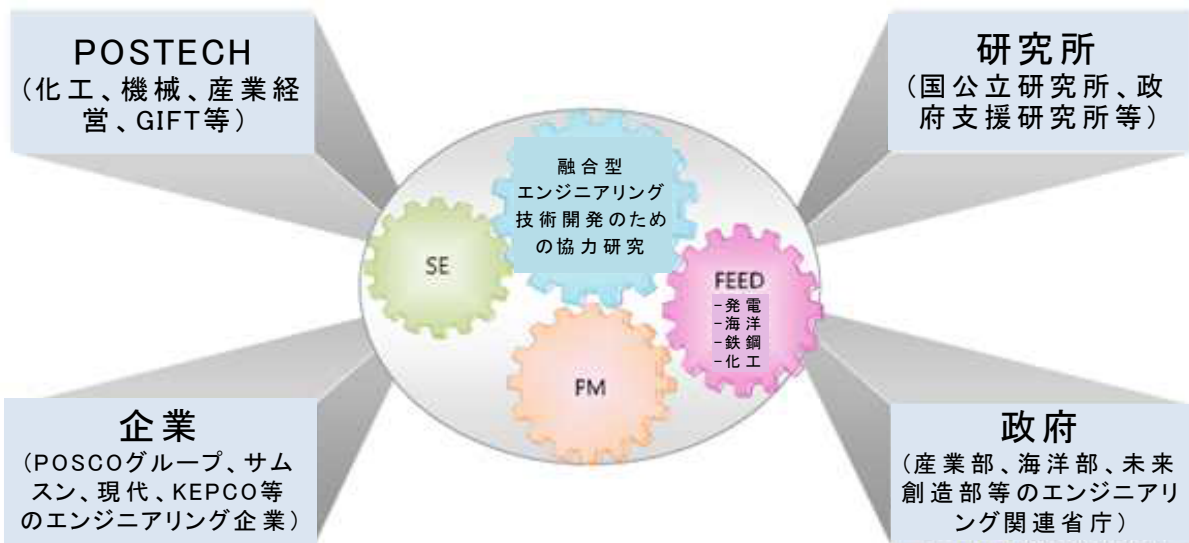 POSTECH
（化工、機械、産業経
営、GIFT等）
研究所
（国公立研究所、政
府支援研究所等）
融合型
エンジニアリング
技術開発のため
の協力研究
SE
FEED
-発電
-海洋
-鉄鋼
-化工
PM
企業
（POSCOグループ、サム
スン、現代、KEPCO等
のエンジニアリング企業）
政府
（産業部、海洋部、未来
創造部等のエンジニアリ
ング関連省庁）